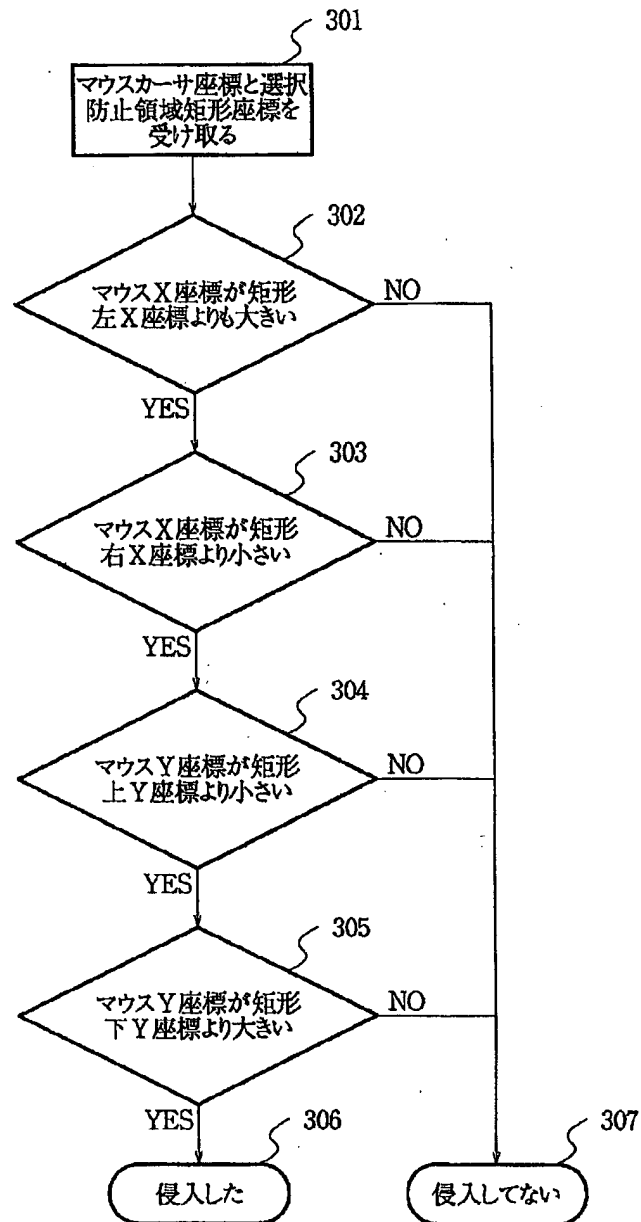 301
マウスカーサ座標と選択
防止領域矩形座標を
受け取る
302
マウスX座標が矩形
左X座標よりも大きい
NO
YES
303
マウスX座標が矩形
右X座標より小さい
NO
YES
304
マウスY座標が矩形
上Y座標より小さい
NO
YES
305
マウスY座標が矩形
下Y座標より大きい
NO
YES
306
侵入した
307
侵入してない